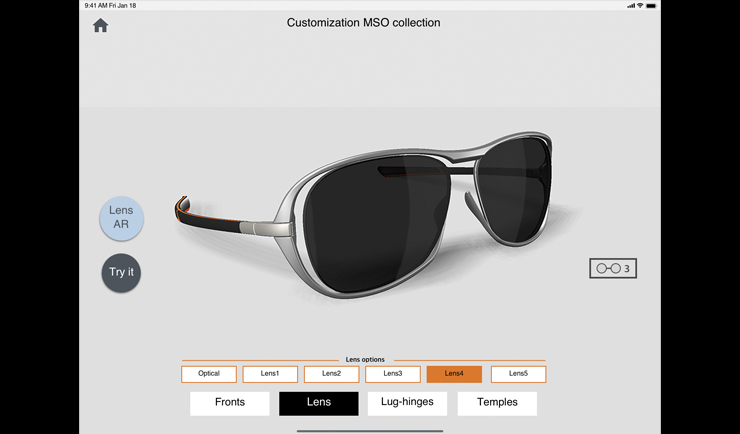 9:41 AM Fri Jan 18
Customization MSO collection
Lens
AR
Try it
3
Lens options
Optical
Lens1
Lens2
Lens3
Lens4
Lens5
Fronts
Lens
Lug-hinges
Temples